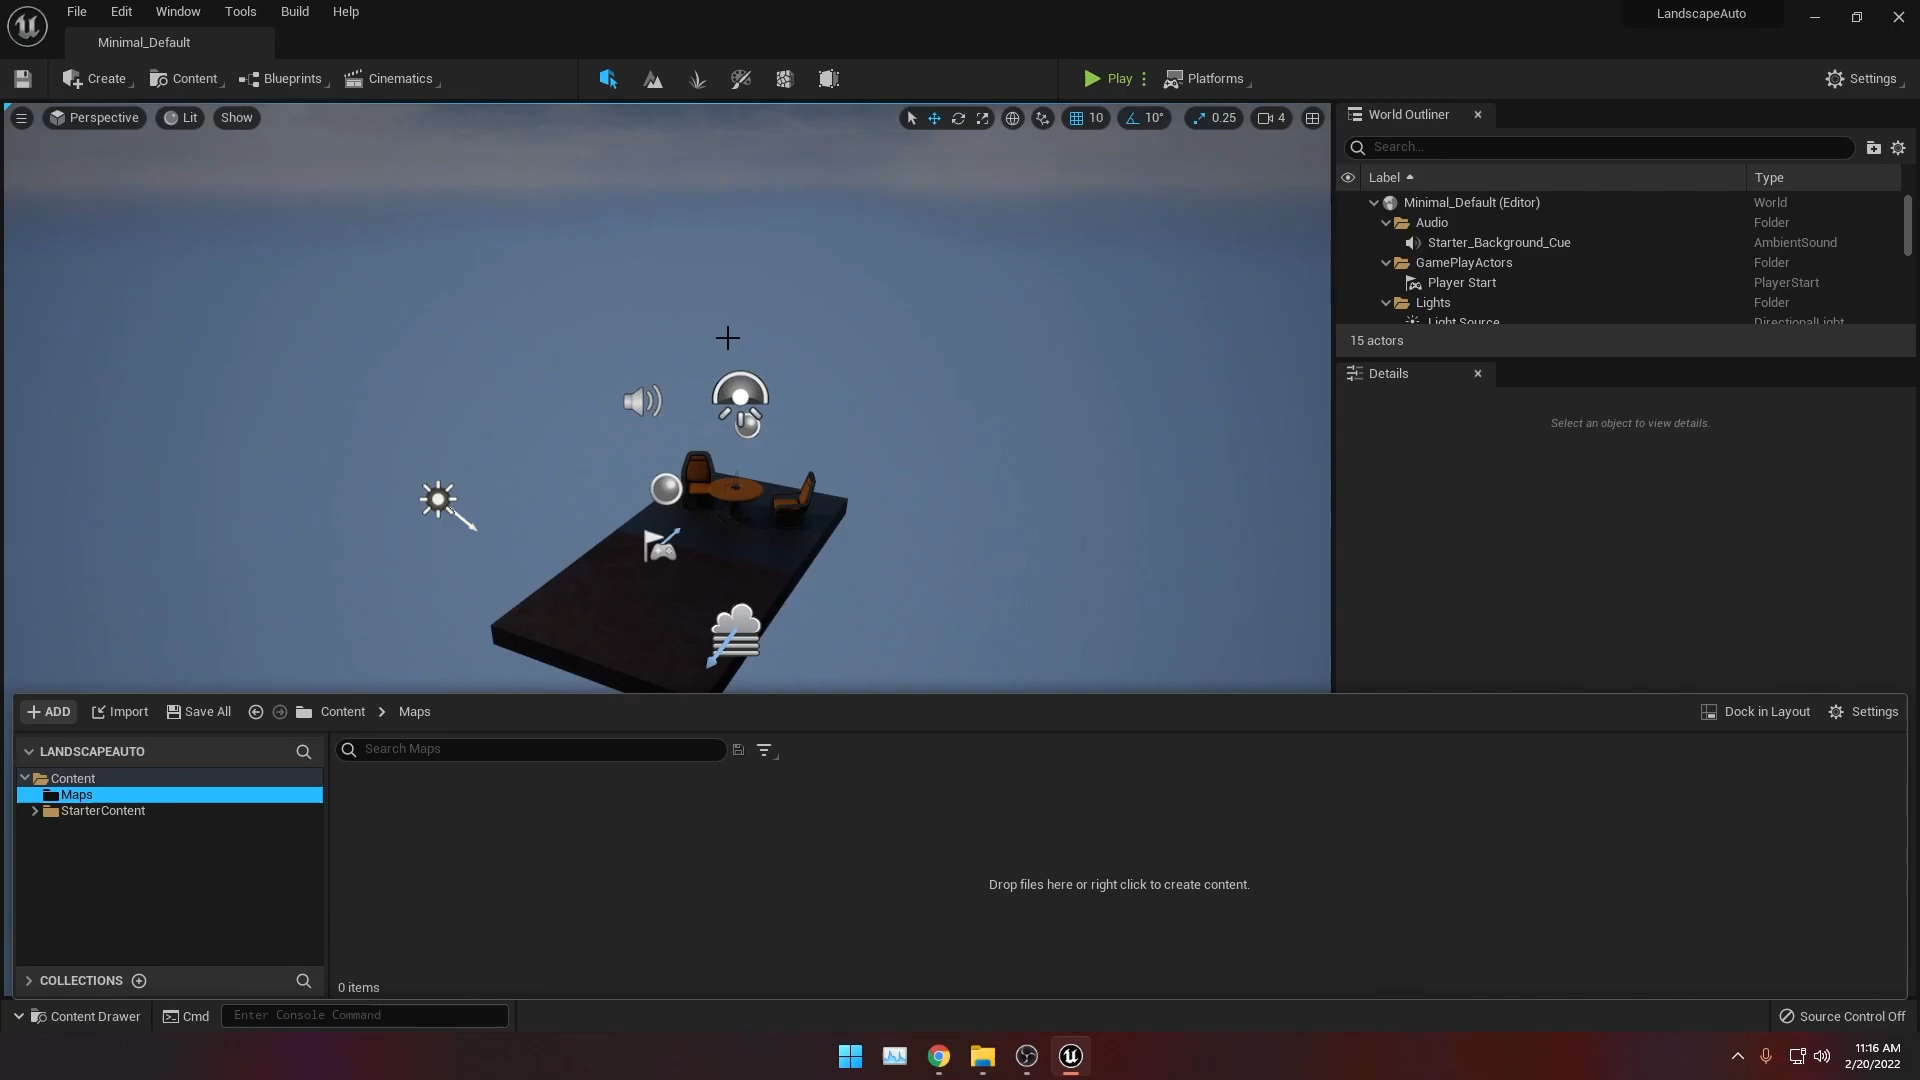 File Edit Window Tools Build Help
LandscapeAuto
Minimal_Default
Create Content Blueprints Cinematics Play Platforms Settings
Perspective Lit Show 10 10° 0.25 4
World Outliner
Search...
Label Type
Minimal_Default (Editor) World
Audio Folder
Starter_Background_Cue AmbientSound
GamePlayActors Folder
Player Start PlayerStart
Lights Folder
Light Source DirectionalLight
15 actors
Details
Select an object to view details.
+ ADD Import Save All Content > Maps Dock in Layout Settings
LANDSCAPEAUTO
Search Maps
Content
Maps
StarterContent
Drop files here or right click to create content.
COLLECTIONS
0 items
Content Drawer Cmd Enter Console Command Source Control Off
11:16 AM
2/20/2022